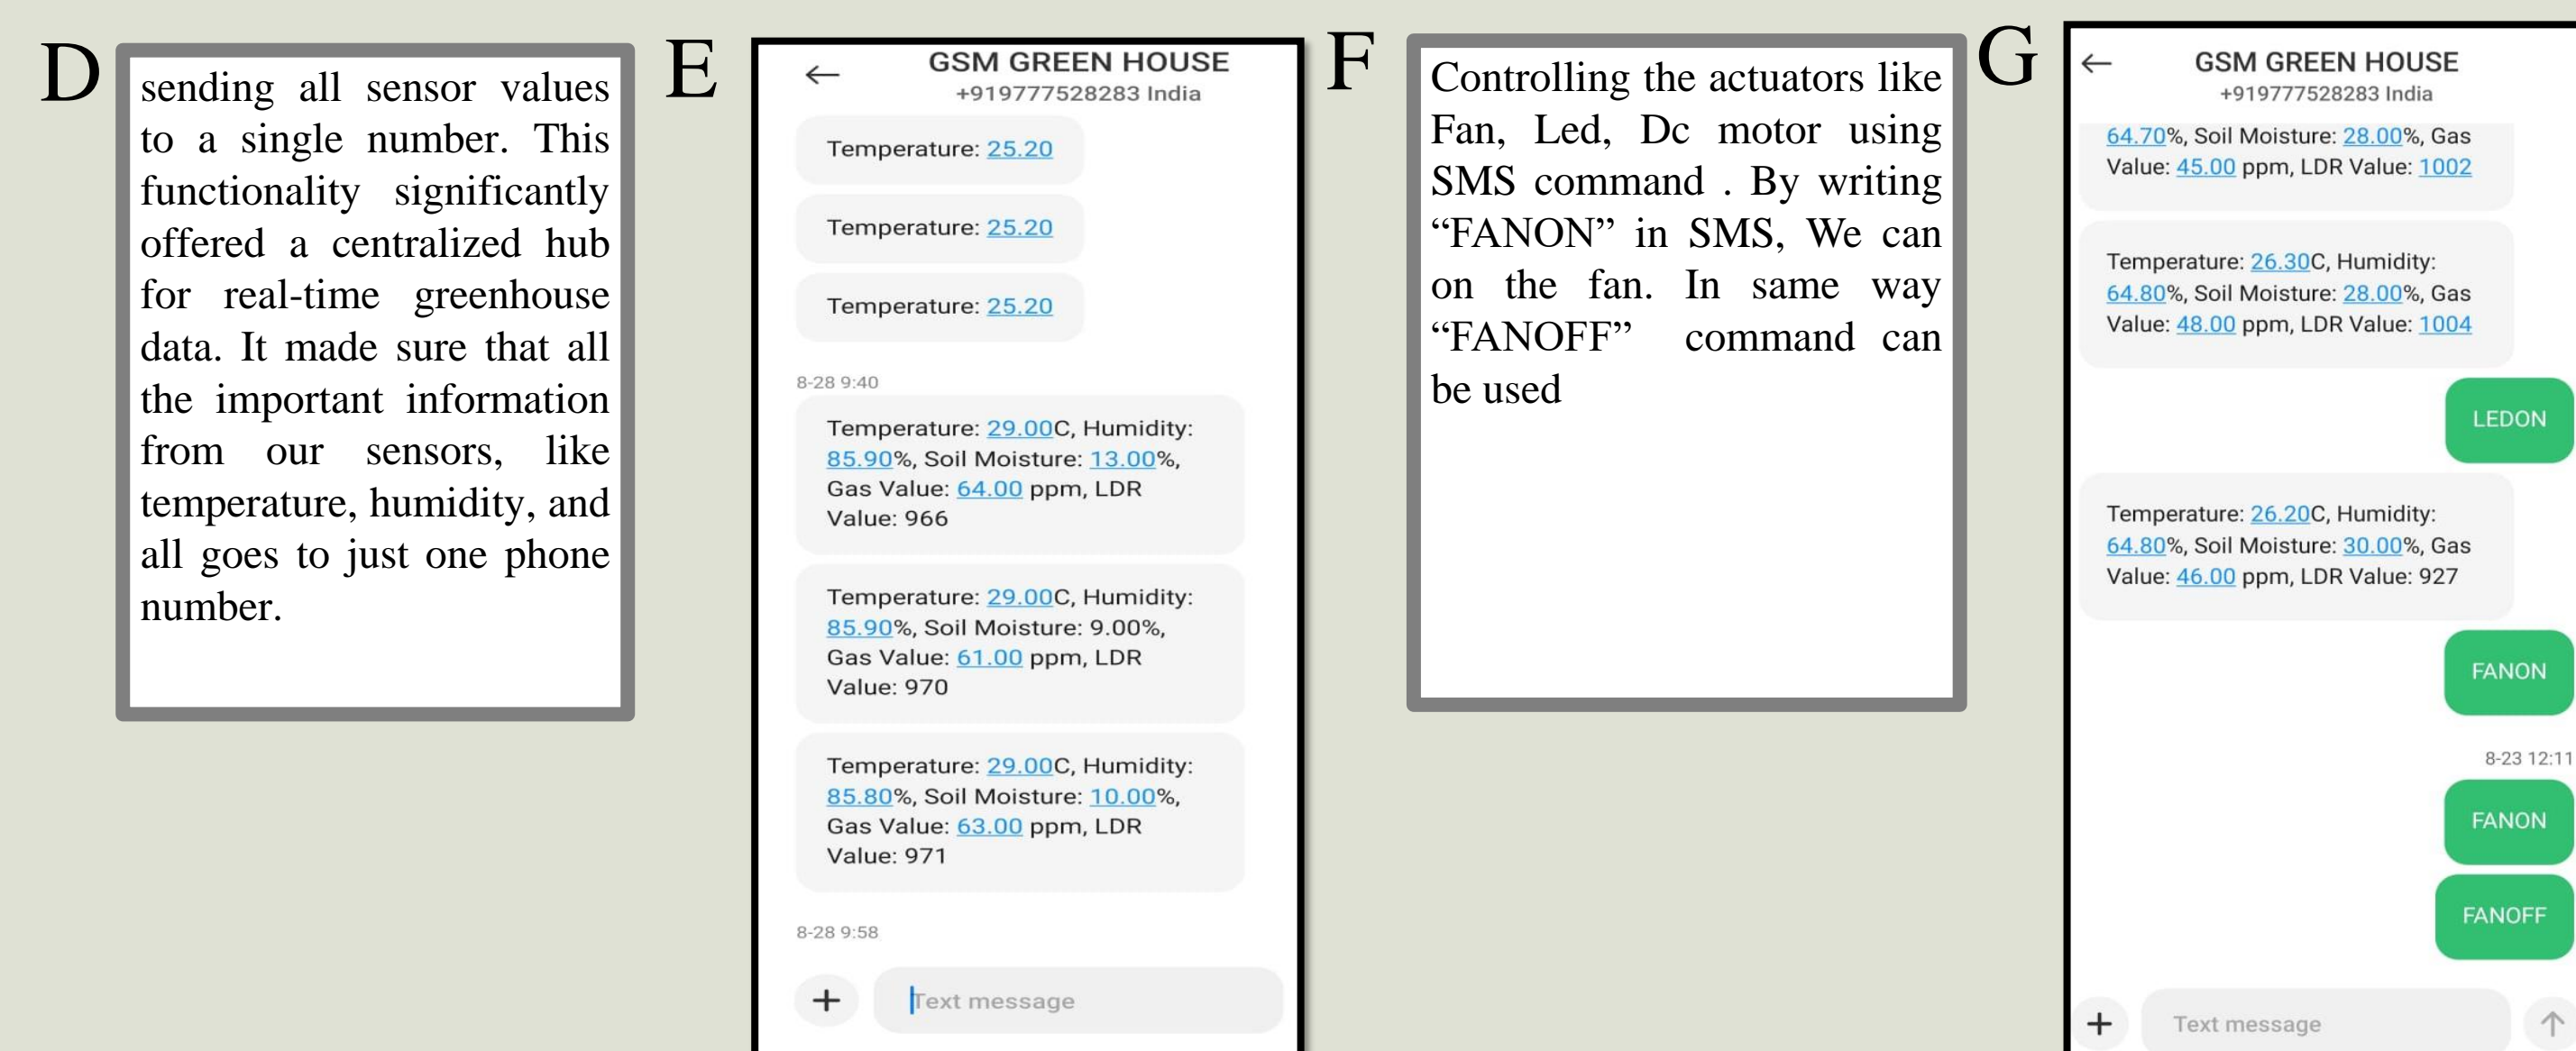 D
sending all sensor values
to a single number. This
functionality significantly
offered a centralized hub
for real-time greenhouse
data. It made sure that all
the important information
from our sensors, like
temperature, humidity, and
all goes to just one phone
number.
E
GSM GREEN HOUSE
+919777528283 India
Temperature: 25.20
Temperature: 25.20
Temperature: 25.20
8-28 9:40
Temperature: 29.00C, Humidity:
85.90%, Soil Moisture: 13.00%,
Gas Value: 64.00 ppm, LDR
Value: 966
Temperature: 29.00C, Humidity:
85.90%, Soil Moisture: 9.00%,
Gas Value: 61.00 ppm, LDR
Value: 970
Temperature: 29.00C, Humidity:
85.80%, Soil Moisture: 10.00%,
Gas Value: 63.00 ppm, LDR
Value: 971
8-28 9:58
Text message
F
Controlling the actuators like
Fan, Led, Dc motor using
SMS command . By writing
“FANON” in SMS, We can
on the fan. In same way
“FANOFF” command can
be used
G
GSM GREEN HOUSE
+919777528283 India
64.70%, Soil Moisture: 28.00%, Gas
Value: 45.00 ppm, LDR Value: 1002
Temperature: 26.30C, Humidity:
64.80%, Soil Moisture: 28.00%, Gas
Value: 48.00 ppm, LDR Value: 1004
LEDON
Temperature: 26.20C, Humidity:
64.80%, Soil Moisture: 30.00%, Gas
Value: 46.00 ppm, LDR Value: 927
FANON
8-23 12:11
FANON
FANOFF
Text message